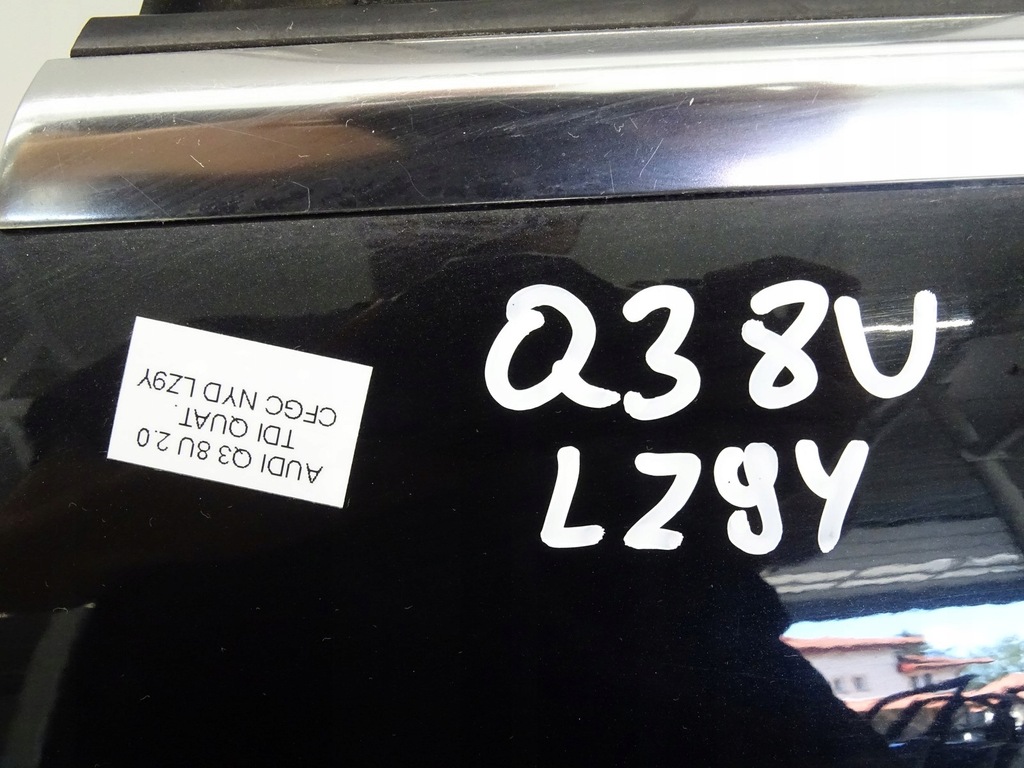 Q3 8U
LZ9Y
AUDI Q3 8U 2.0
TDI QUAT.
CFGC NYD LZ9Y